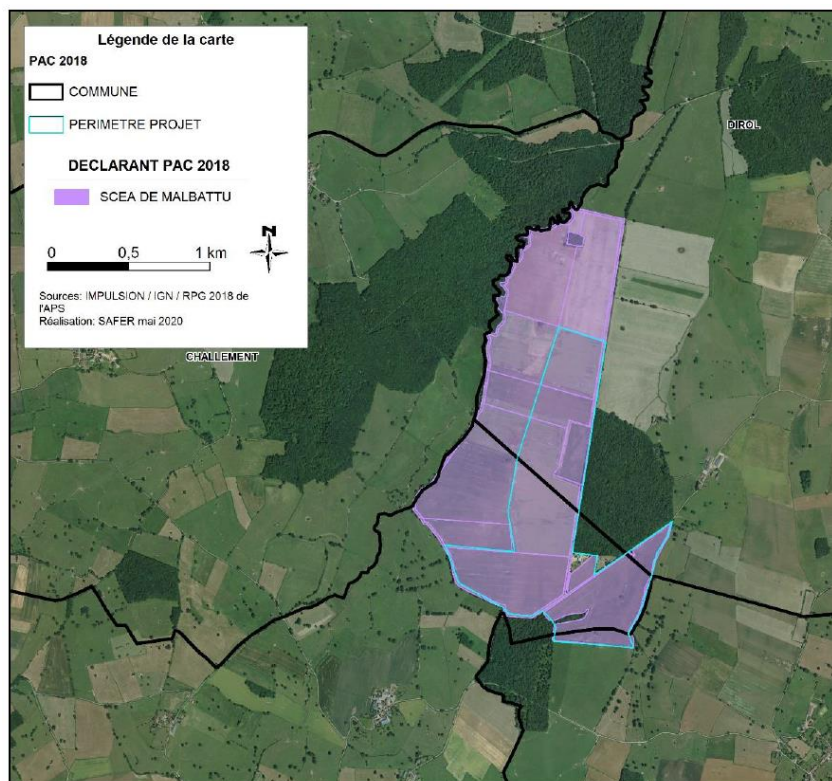 Légende de la carte
PAC 2018
COMMUNE
PERIMETRE PROJET
DECLARANT PAC 2018
SCEA DE MALBATTU
0 0,5 1 km
N
Sources: IMPULSION / IGN / RPG 2018 de
l'APS
Réalisation: SAFER mai 2020
DIROL
CHALLEMENT